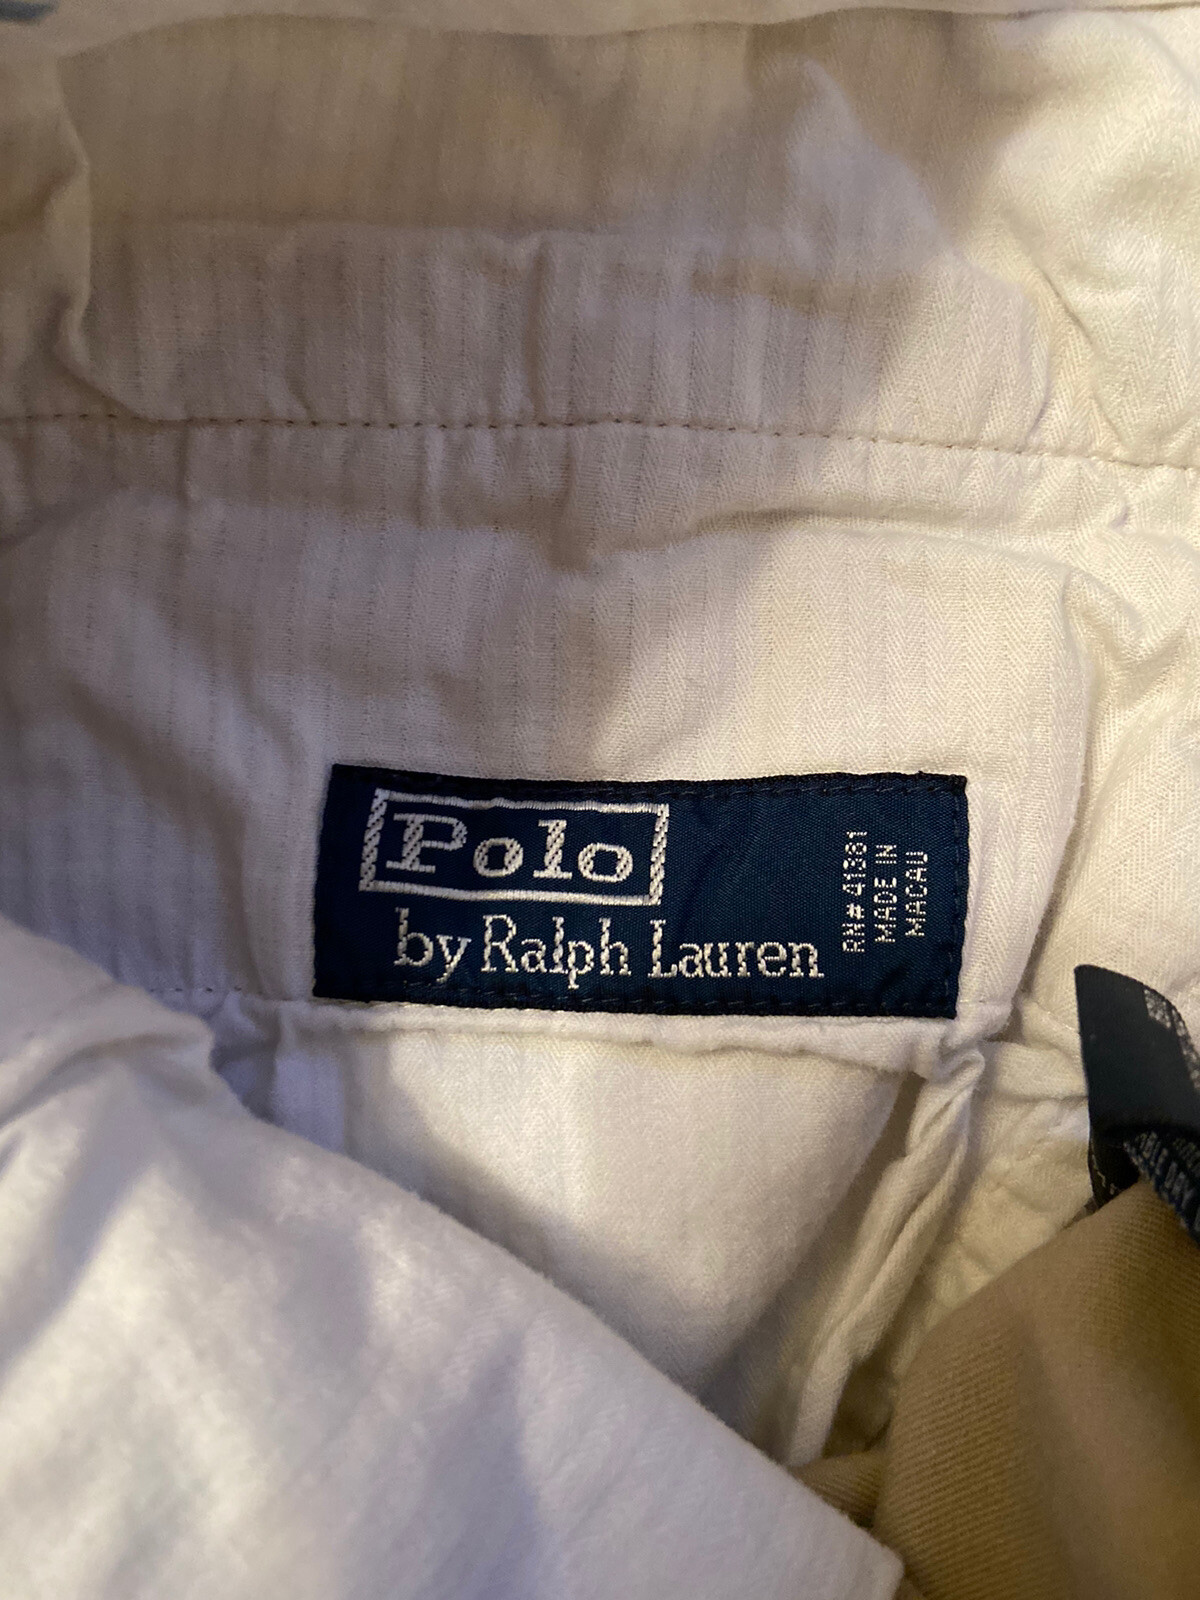 Polo
by Ralph Lauren
RN# 41381
MADE IN
MACAU